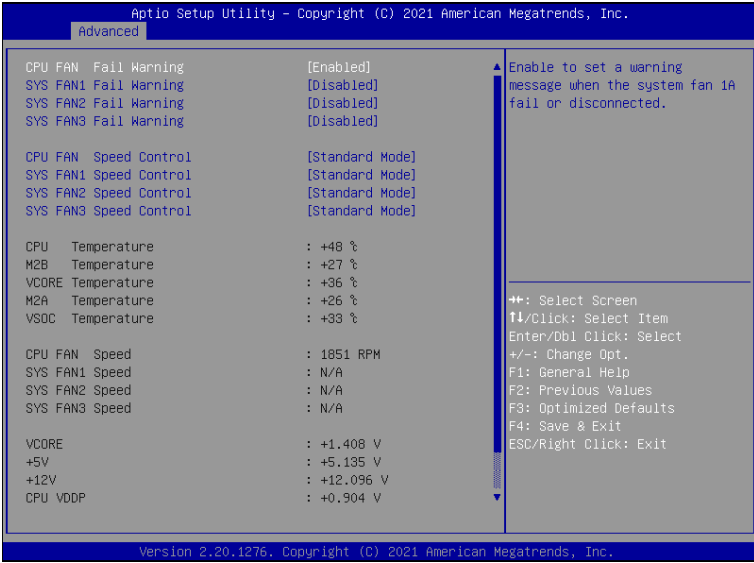 Aptio Setup Utility – Copyright (C) 2021 American Megatrends, Inc.
Advanced
CPU FAN Fail Warning [Enabled]
SYS FAN1 Fail Warning [Disabled]
SYS FAN2 Fail Warning [Disabled]
SYS FAN3 Fail Warning [Disabled]
CPU FAN Speed Control [Standard Mode]
SYS FAN1 Speed Control [Standard Mode]
SYS FAN2 Speed Control [Standard Mode]
SYS FAN3 Speed Control [Standard Mode]
CPU Temperature : +48 ℃
M2B Temperature : +27 ℃
VCORE Temperature : +36 ℃
M2A Temperature : +26 ℃
VSOC Temperature : +33 ℃
CPU FAN Speed : 1851 RPM
SYS FAN1 Speed : N/A
SYS FAN2 Speed : N/A
SYS FAN3 Speed : N/A
VCORE : +1.408 V
+5V : +5.135 V
+12V : +12.096 V
CPU VDDP : +0.904 V
Enable to set a warning
message when the system fan 1A
fail or disconnected.
→←: Select Screen
↑↓/Click: Select Item
Enter/Dbl Click: Select
+/-: Change Opt.
F1: General Help
F2: Previous Values
F3: Optimized Defaults
F4: Save & Exit
ESC/Right Click: Exit
Version 2.20.1276. Copyright (C) 2021 American Megatrends, Inc.